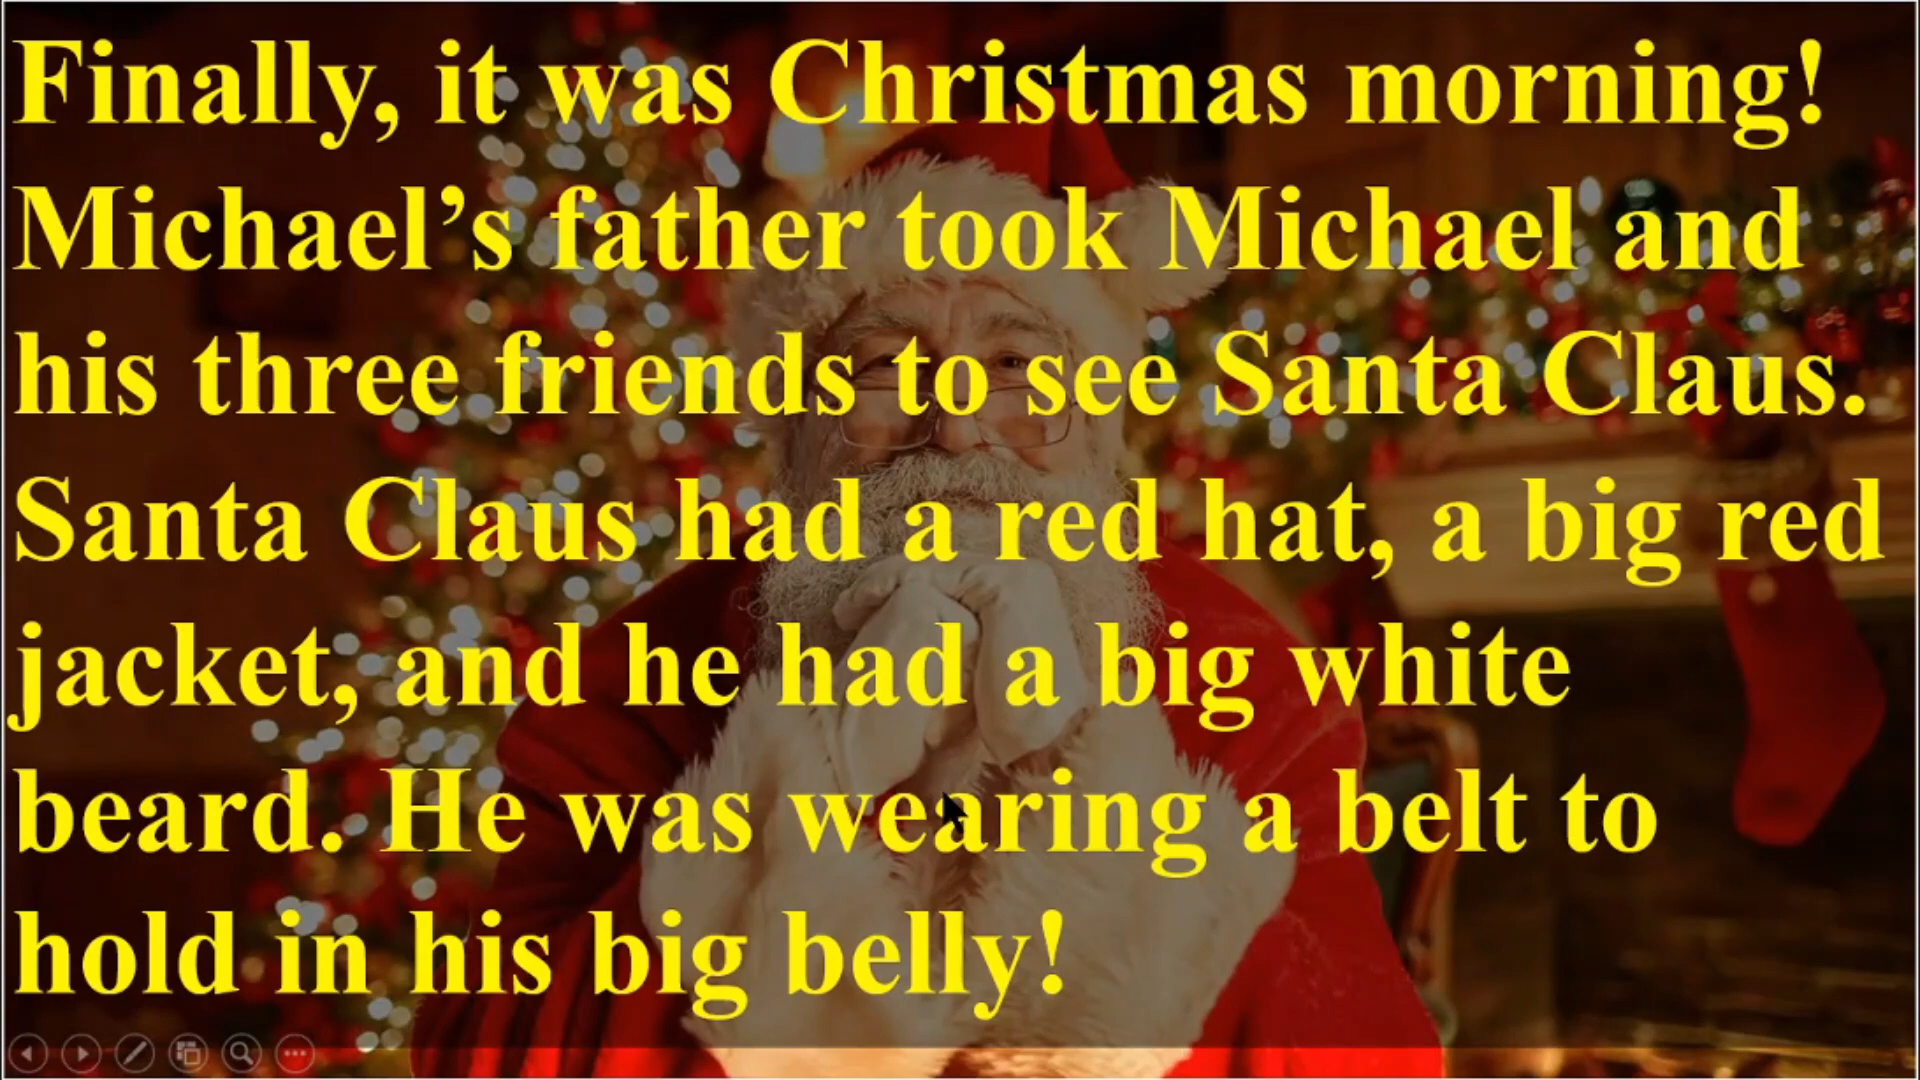 Finally, it was Christmas morning!
Michael’s father took Michael and
his three friends to see Santa Claus.
Santa Claus had a red hat, a big red
jacket, and he had a big white
beard. He was wearing a belt to
hold in his big belly!